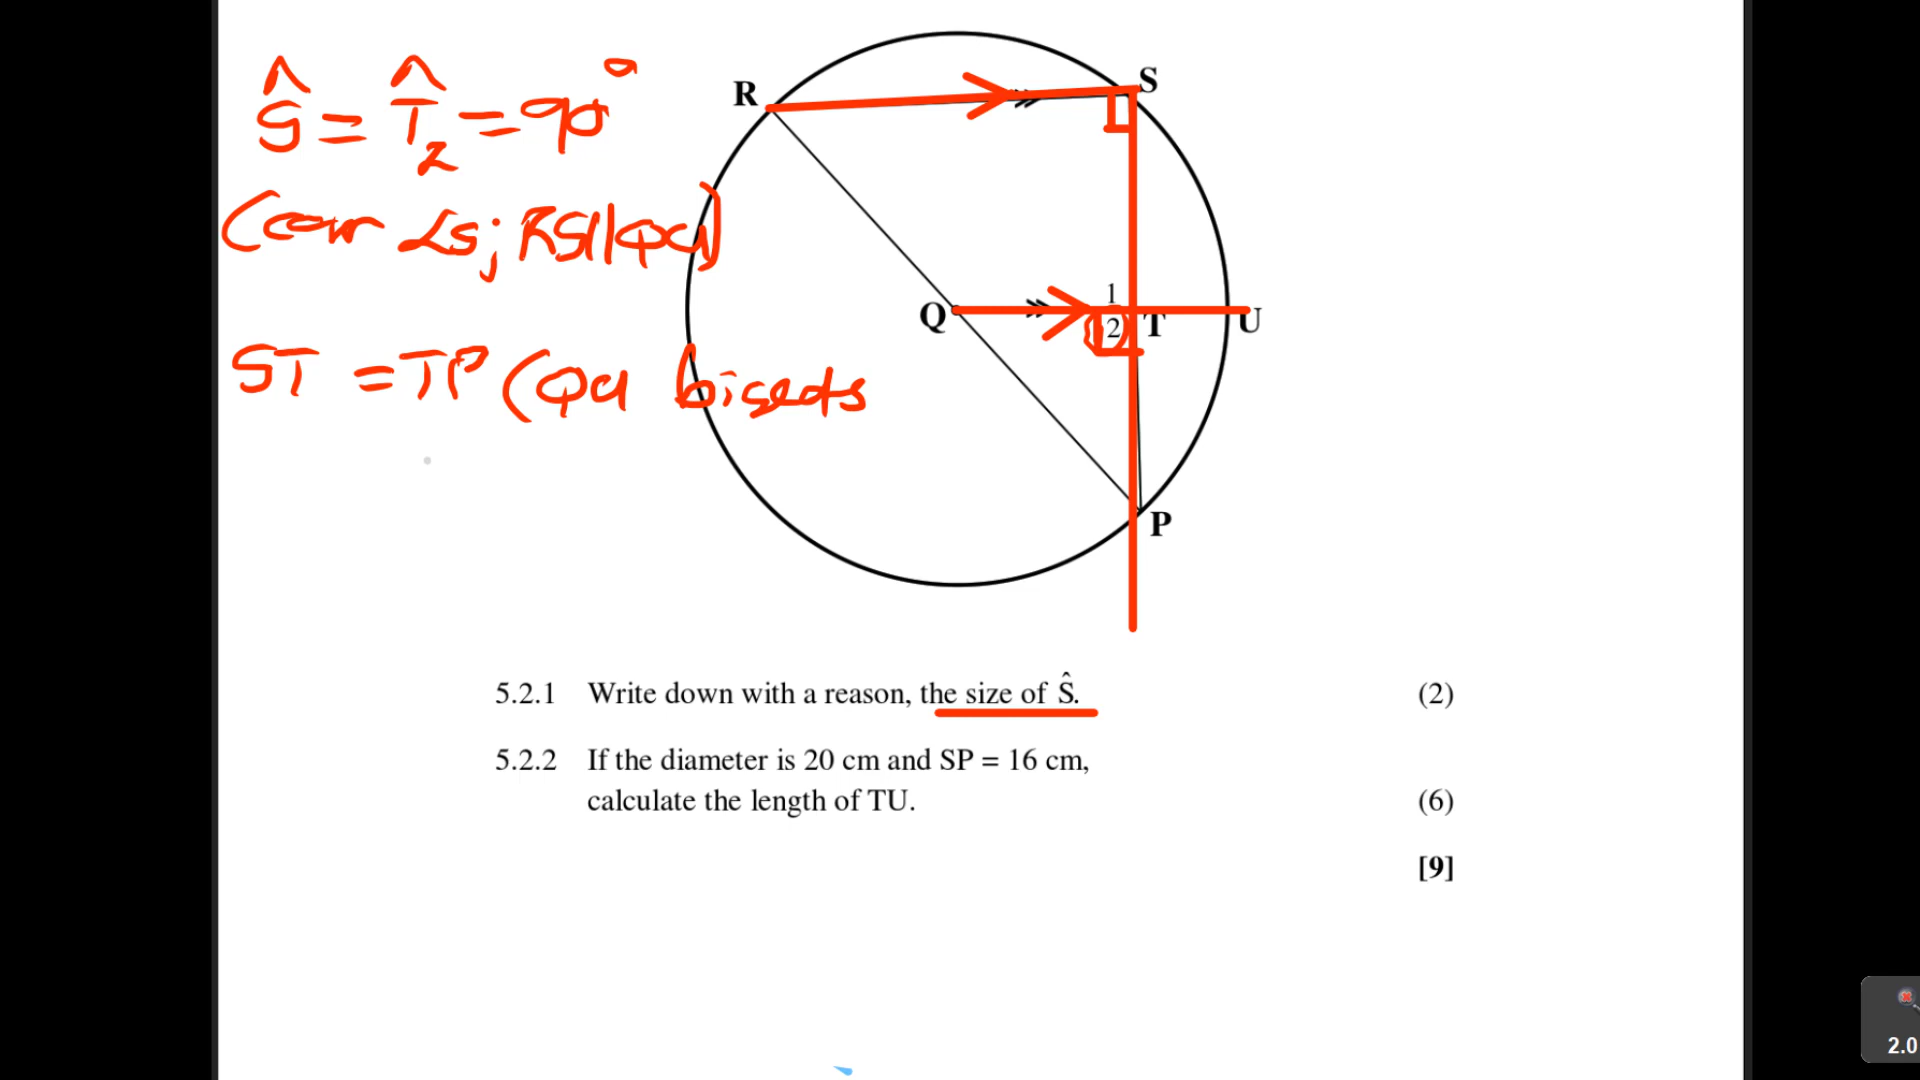 Ŝ = T̂₂ = 90°
(corr ∠s; RS||QU)
ST = TP (QU bisects
R
S
Q
1
2
T
U
P
5.2.1 Write down with a reason, the size of Ŝ. (2)
5.2.2 If the diameter is 20 cm and SP = 16 cm,
calculate the length of TU. (6)
[9]
2.0